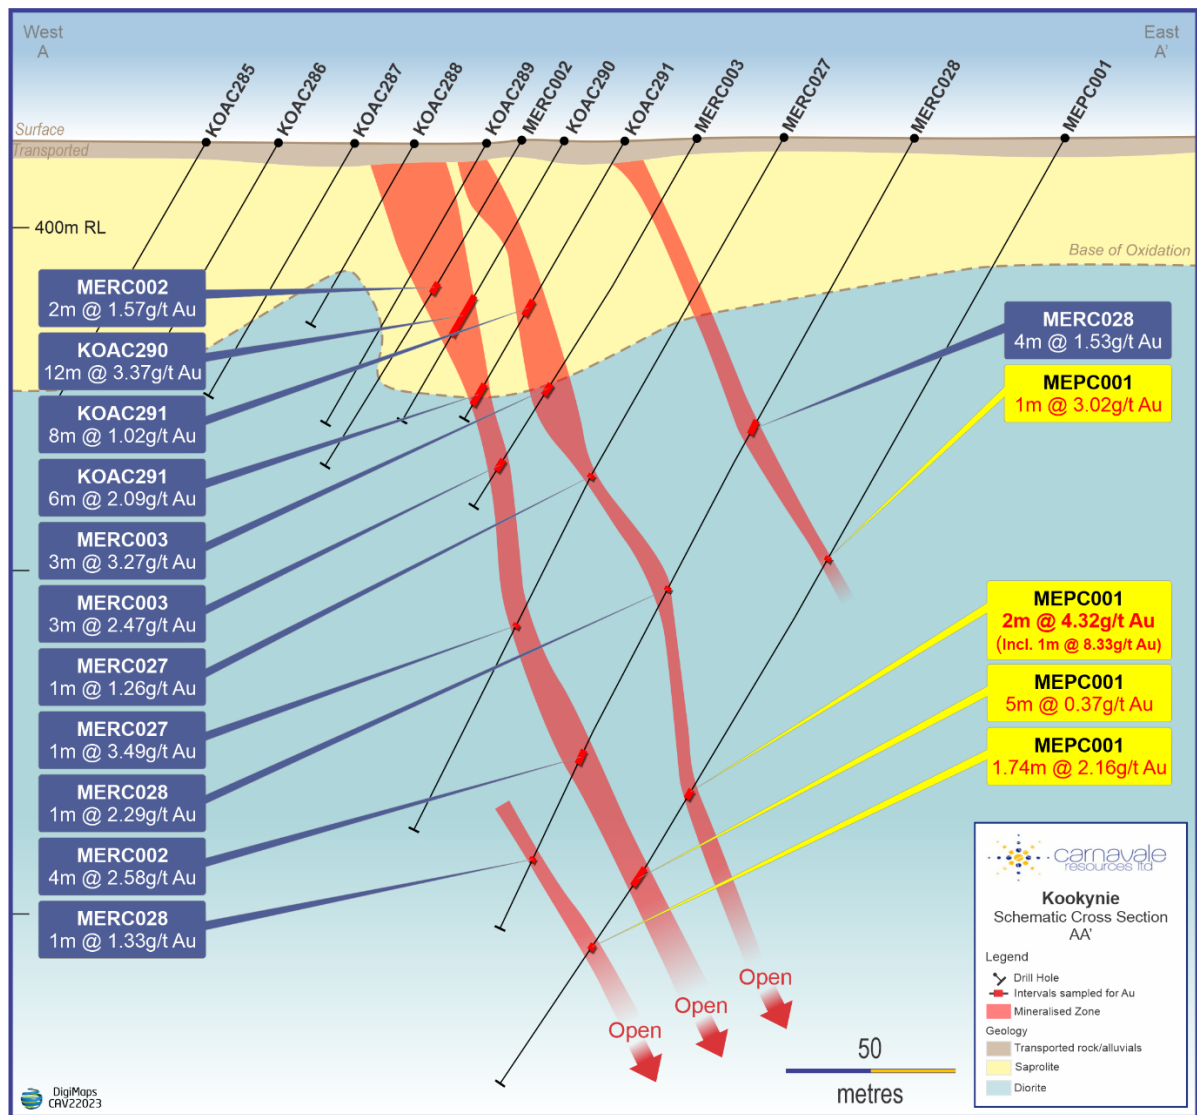 West
A
East
A'
KOAC285
KOAC286
KOAC287
KOAC288
KOAC289
MERC002
KOAC290
KOAC291
MERC003
MERC027
MERC028
MEPC001
Surface
Transported
400m RL
Base of Oxidation
MERC002
2m @ 1.57g/t Au
KOAC290
12m @ 3.37g/t Au
KOAC291
8m @ 1.02g/t Au
KOAC291
6m @ 2.09g/t Au
MERC003
3m @ 3.27g/t Au
MERC003
3m @ 2.47g/t Au
MERC027
1m @ 1.26g/t Au
MERC027
1m @ 3.49g/t Au
MERC028
1m @ 2.29g/t Au
MERC002
4m @ 2.58g/t Au
MERC028
1m @ 1.33g/t Au
MERC028
4m @ 1.53g/t Au
MEPC001
1m @ 3.02g/t Au
MEPC001
2m @ 4.32g/t Au
(Incl. 1m @ 8.33g/t Au)
MEPC001
5m @ 0.37g/t Au
MEPC001
1.74m @ 2.16g/t Au
Open
Open
Open
50
metres
carnavale
resources ltd
Kookynie
Schematic Cross Section
AA'
Legend
Drill Hole
Intervals sampled for Au
Mineralised Zone
Geology
Transported rock/alluvials
Saprolite
Diorite
DigiMaps
CAV22023